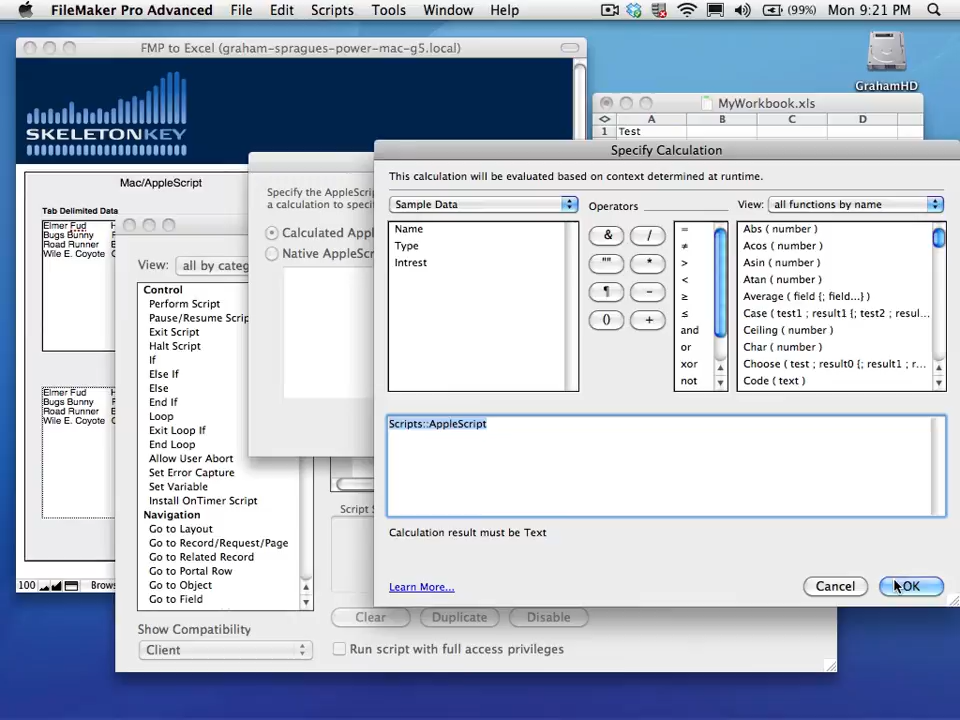 FileMaker Pro Advanced File Edit Scripts Tools Window Help (99%) Mon 9:21 PM
FMP to Excel (graham-spragues-power-mac-g5.local)
SKELETONKEY
GrahamHD
MyWorkbook.xls
A B C D
1 Test
Mac/AppleScript
Tab Delimited Data
Elmer Fud
Bugs Bunny
Road Runner
Wile E. Coyote
Elmer Fud
Bugs Bunny
Road Runner
Wile E. Coyote
100
Brows
View: all by categ
Control
Perform Script
Pause/Resume Scrip
Exit Script
Halt Script
If
Else If
Else
End If
Loop
Exit Loop If
End Loop
Allow User Abort
Set Error Capture
Set Variable
Install OnTimer Script
Navigation
Go to Layout
Go to Record/Request/Page
Go to Related Record
Go to Portal Row
Go to Object
Go to Field
Show Compatibility
Client
Script S
Clear Duplicate Disable
Run script with full access privileges
Specify the AppleScrip
a calculation to specif
Calculated Appl
Native AppleScr
Specify Calculation
This calculation will be evaluated based on context determined at runtime.
Sample Data
Name
Type
Intrest
Operators
& /
"" *
¶ -
() +
=
≠
>
<
≥
≤
and
or
xor
not
View: all functions by name
Abs ( number )
Acos ( number )
Asin ( number )
Atan ( number )
Average ( field {; field...} )
Case ( test1 ; result1 {; test2 ; resul...
Ceiling ( number )
Char ( number )
Choose ( test ; result0 {; result1 ; r...
Code ( text )
Scripts::AppleScript
Calculation result must be Text
Learn More...
Cancel OK